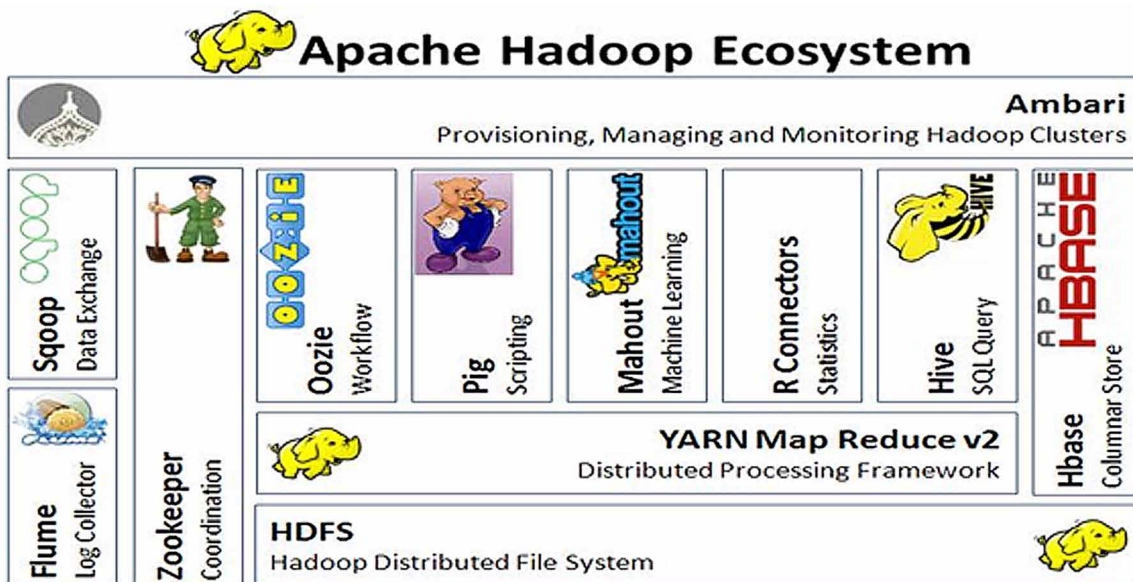 Apache Hadoop Ecosystem
Ambari
Provisioning, Managing and Monitoring Hadoop Clusters
sqoop
Sqoop
Data Exchange
Flume
Log Collector
Zookeeper
Coordination
OOZIE
Oozie
Workflow
Pig
Scripting
mahout
Mahout
Machine Learning
R Connectors
Statistics
HIVE
Hive
SQL Query
APACHE
HBASE
Hbase
Columnar Store
YARN Map Reduce v2
Distributed Processing Framework
HDFS
Hadoop Distributed File System